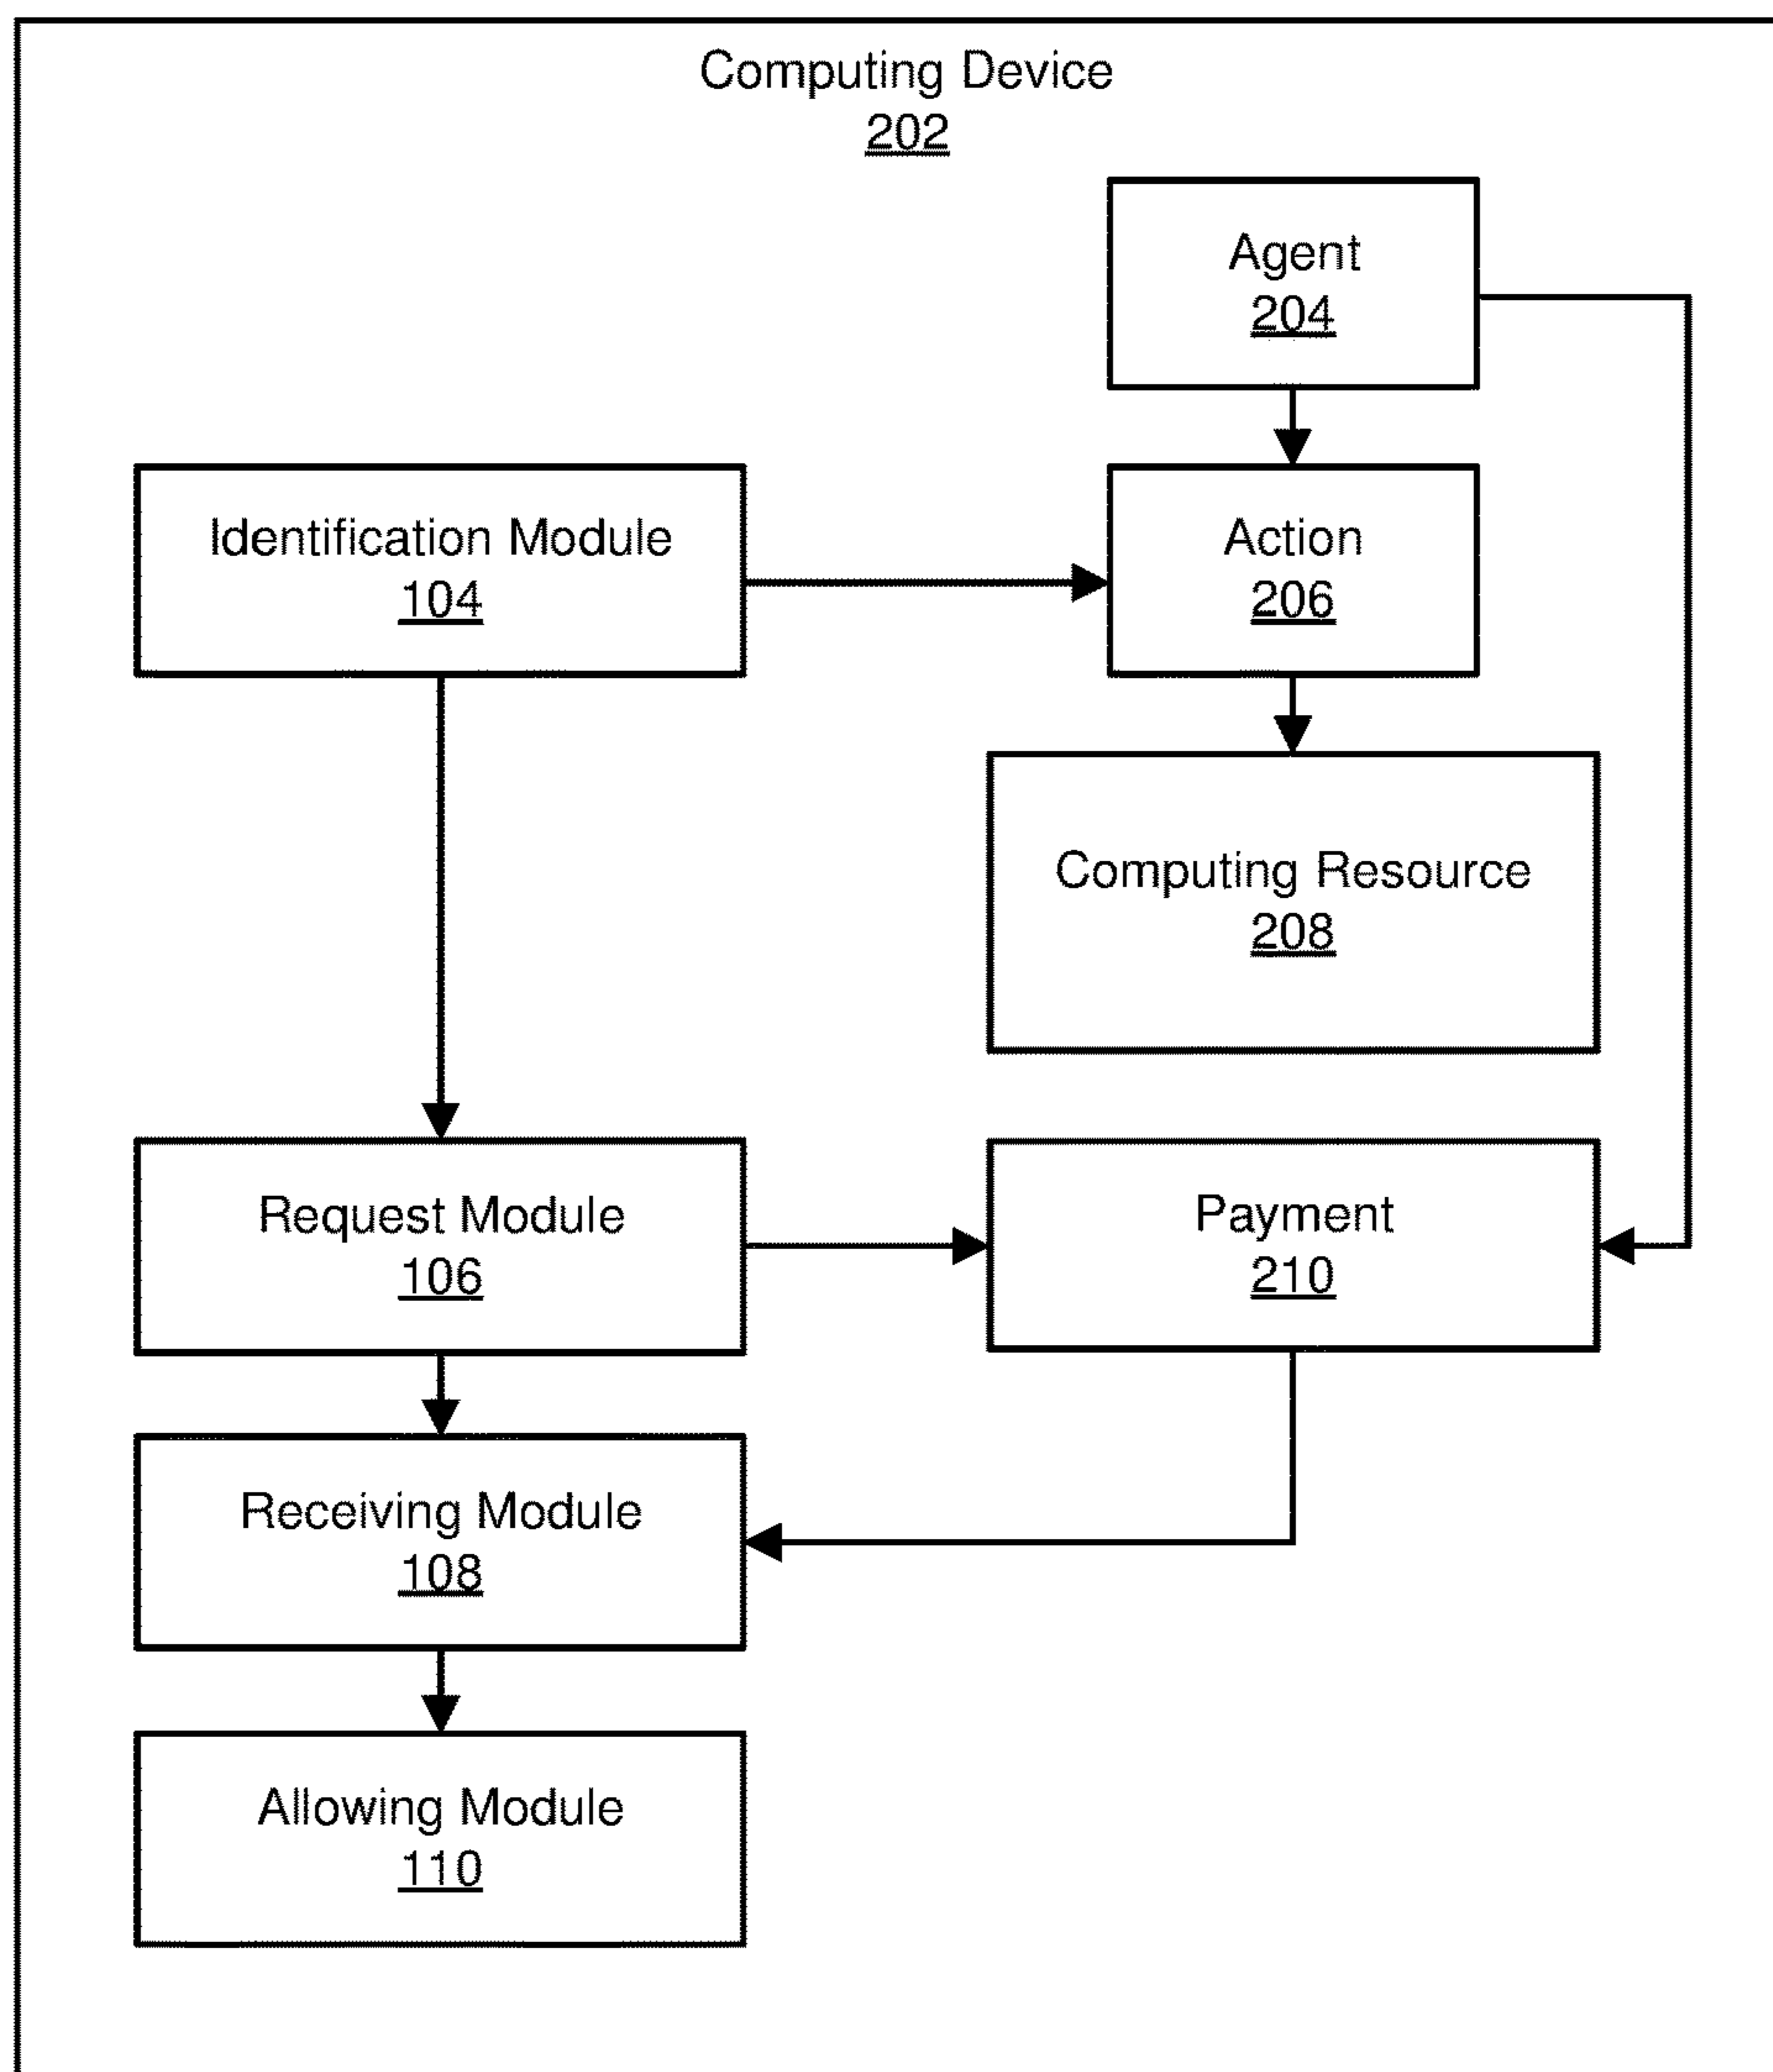 Computing Device
202
Agent
204
Identification Module
104
Action
206
Computing Resource
208
Request Module
106
Payment
210
Receiving Module
108
Allowing Module
110